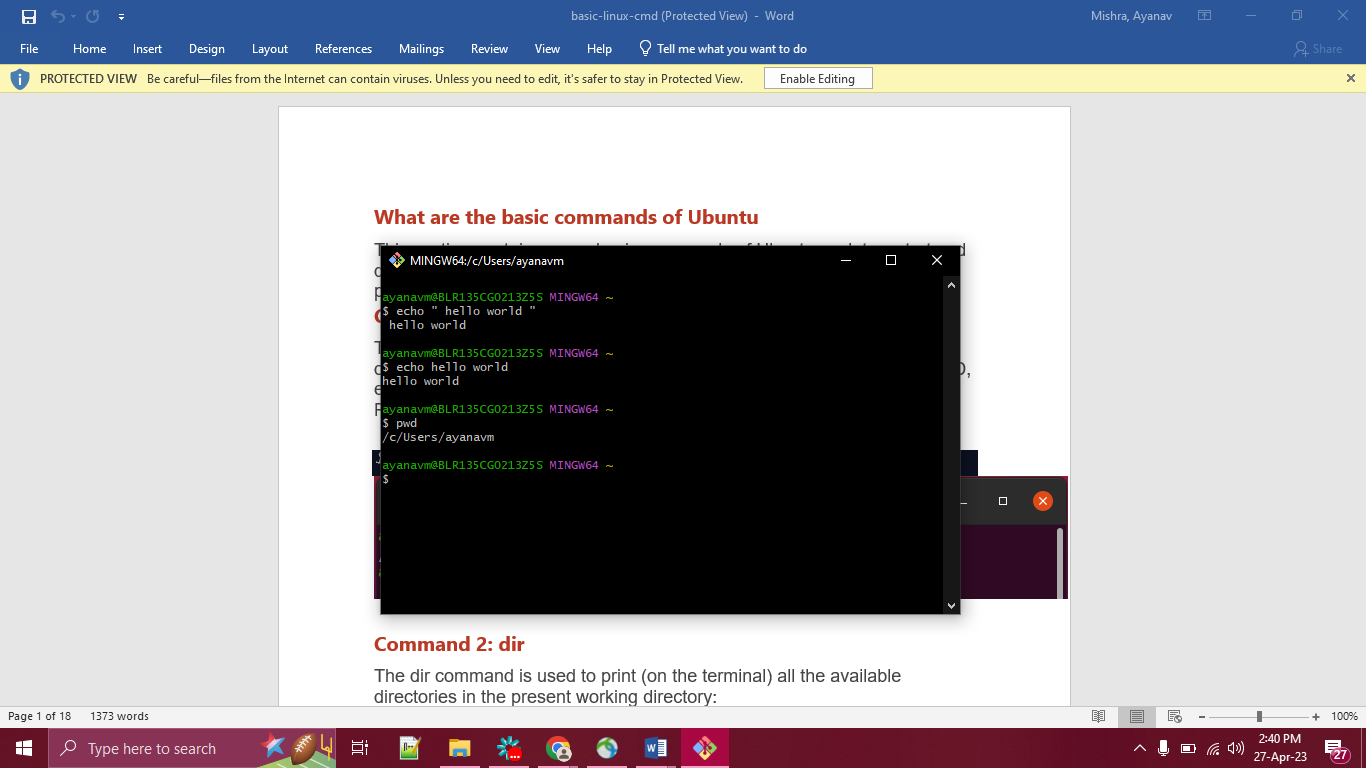 basic-linux-cmd (Protected View) - Word
Mishra, Ayanav
File Home Insert Design Layout References Mailings Review View Help Tell me what you want to do Share
PROTECTED VIEW Be careful—files from the Internet can contain viruses. Unless you need to edit, it's safer to stay in Protected View. Enable Editing
What are the basic commands of Ubuntu
MINGW64:/c/Users/ayanavm
ayanavm@BLR135CGO213Z5S MINGW64 ~
$ echo " hello world "
hello world
ayanavm@BLR135CGO213Z5S MINGW64 ~
$ echo hello world
hello world
ayanavm@BLR135CGO213Z5S MINGW64 ~
$ pwd
/c/Users/ayanavm
ayanavm@BLR135CGO213Z5S MINGW64 ~
$
Command 2: dir
The dir command is used to print (on the terminal) all the available
directories in the present working directory:
Page 1 of 18 1373 words
100%
Type here to search
2:40 PM
27-Apr-23
27